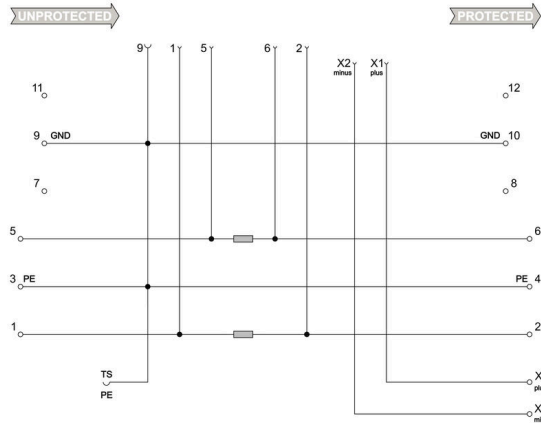 UNPROTECTED PROTECTED
9 1 5 6 2
X2 X1
minus plus
11 12
9 GND GND 10
7 8
5 6
3 PE PE 4
1 2
TS
PE
X
X